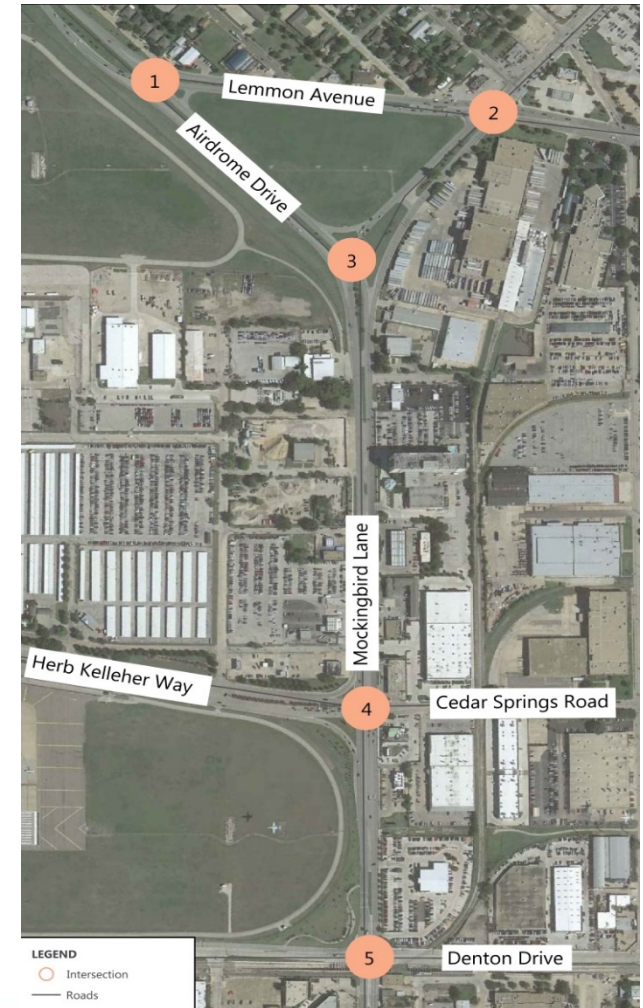 1
Lemmon Avenue
2
Airdrome Drive
3
Mockingbird Lane
Herb Kelleher Way
4
Cedar Springs Road
5
Denton Drive
LEGEND
Intersection
Roads